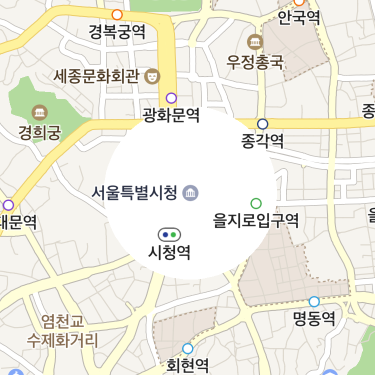 안국역
경복궁역
우정총국
세종문화회관
종
광화문역
경희궁
종각역
서울특별시청
을
대문역
을지로입구역
시청역
염천교
수제화거리
명동역
회현역